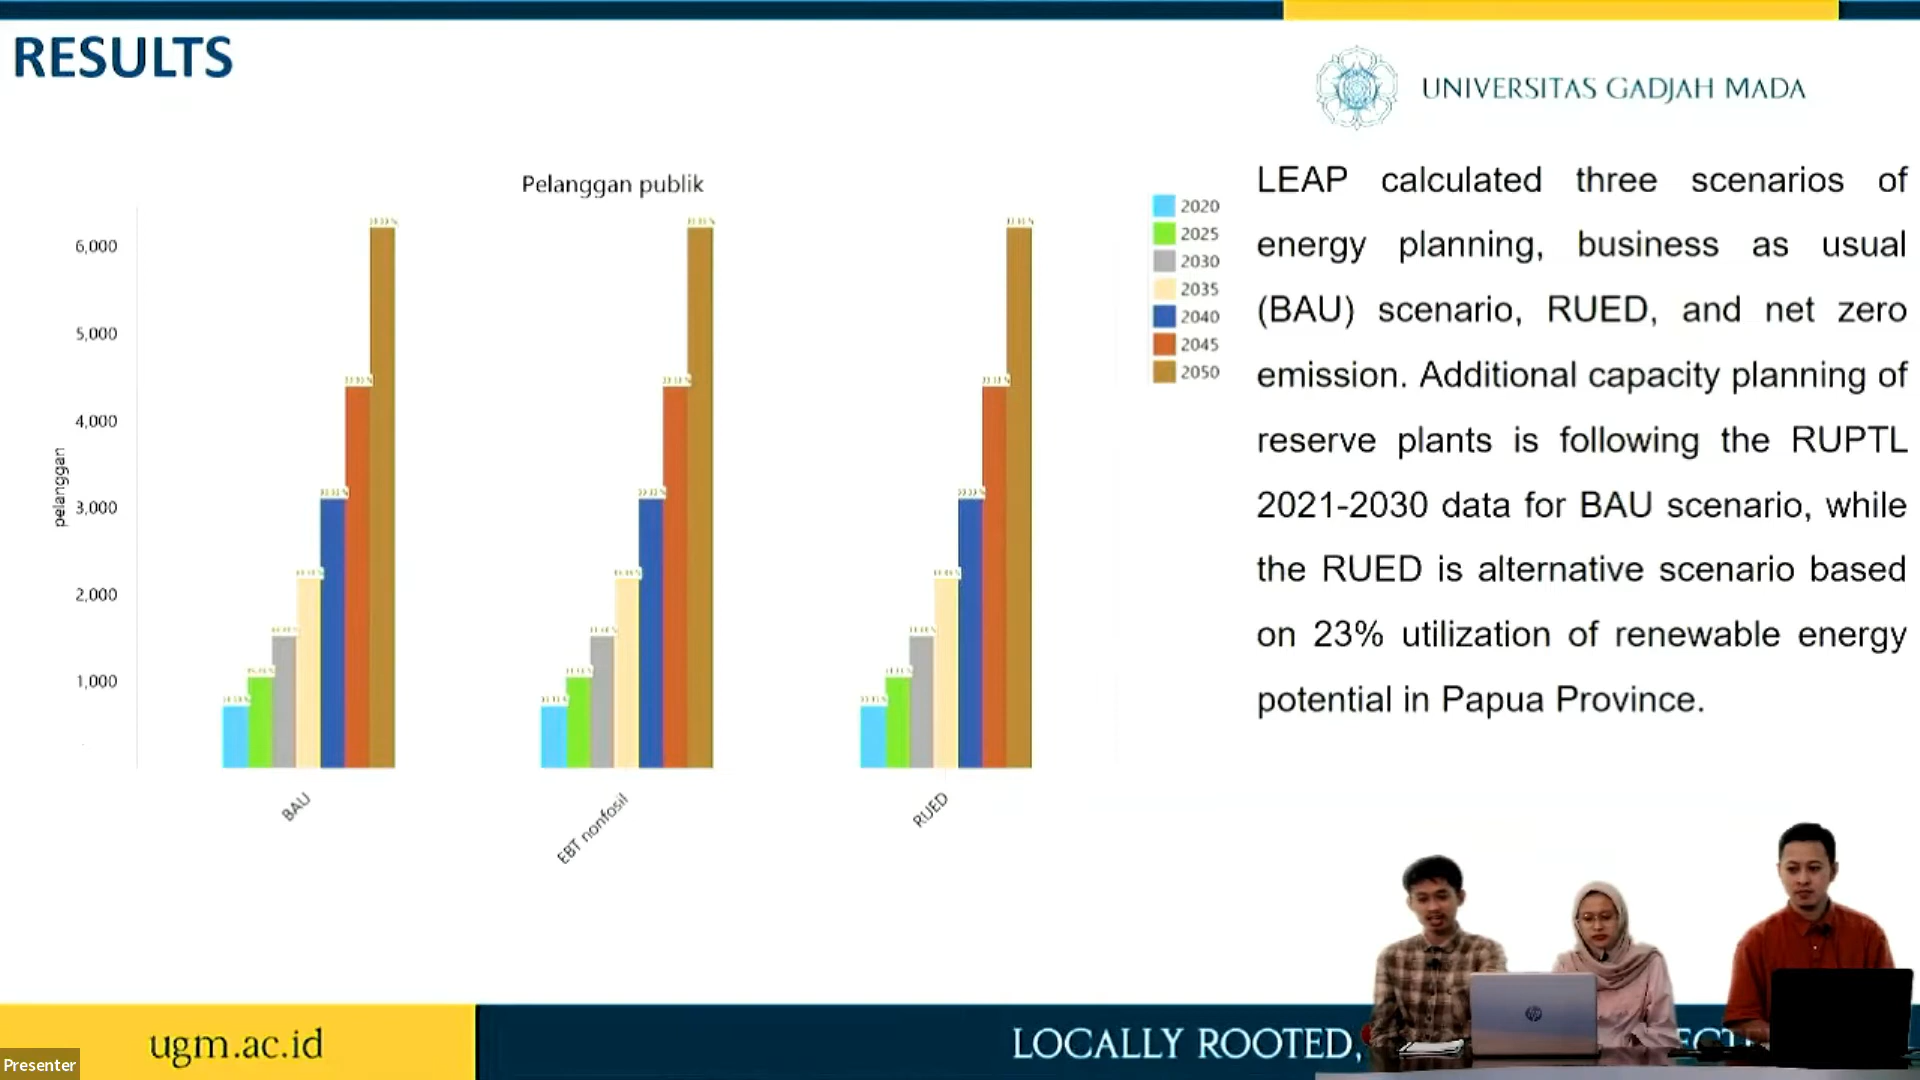 RESULTS
UNIVERSITAS GADJAH MADA
Pelanggan publik
pelanggan
6,000
5,000
4,000
3,000
2,000
1,000
BAU
EBT nonfosil
RUED
2020
2025
2030
2035
2040
2045
2050
LEAP calculated three scenarios of
energy planning, business as usual
(BAU) scenario, RUED, and net zero
emission. Additional capacity planning of
reserve plants is following the RUPTL
2021-2030 data for BAU scenario, while
the RUED is alternative scenario based
on 23% utilization of renewable energy
potential in Papua Province.
ugm.ac.id
LOCALLY ROOTED,
Presenter
hp